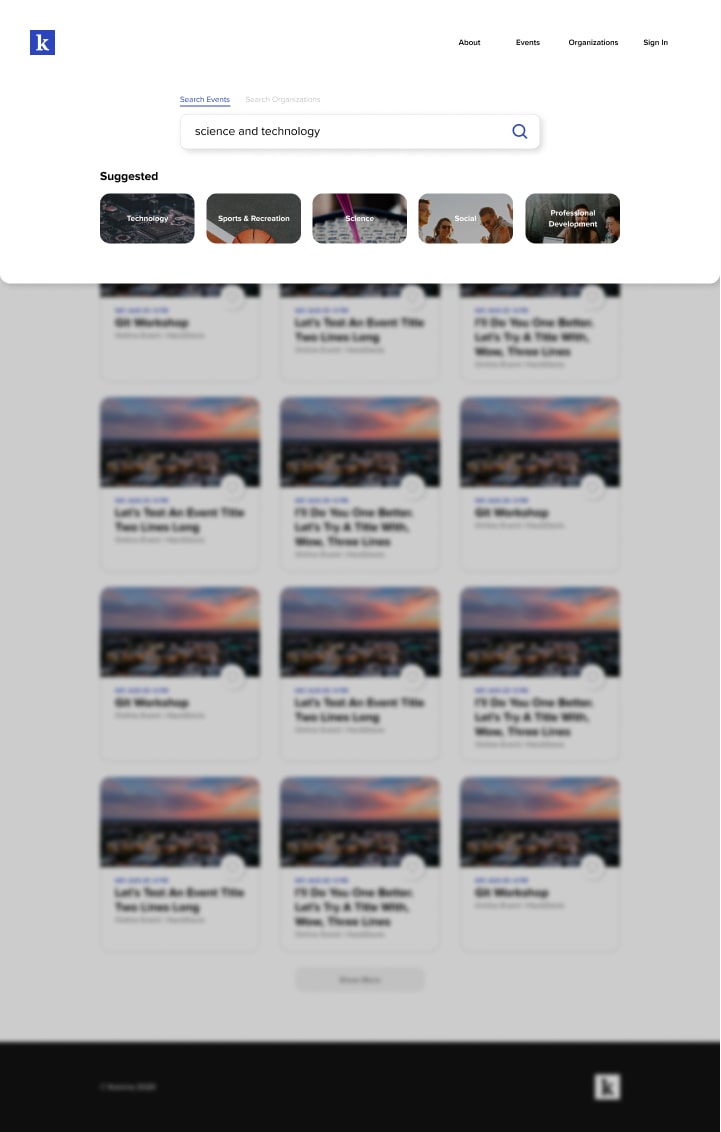 k
About
Events
Organizations
Sign In
Search Events
Search Organizations
science and technology
Suggested
Technology
Sports & Recreation
Science
Social
Professional
Development
Git Workshop
Let's Test An Event Title
Two Lines Long
I'll Do You One Better.
Let's Try A Title With,
Wow, Three Lines
Let's Test An Event Title
Two Lines Long
I'll Do You One Better.
Let's Try A Title With,
Wow, Three Lines
Git Workshop
Git Workshop
Let's Test An Event Title
Two Lines Long
I'll Do You One Better.
Let's Try A Title With,
Wow, Three Lines
Let's Test An Event Title
Two Lines Long
I'll Do You One Better.
Let's Try A Title With,
Wow, Three Lines
Git Workshop
Show More
k